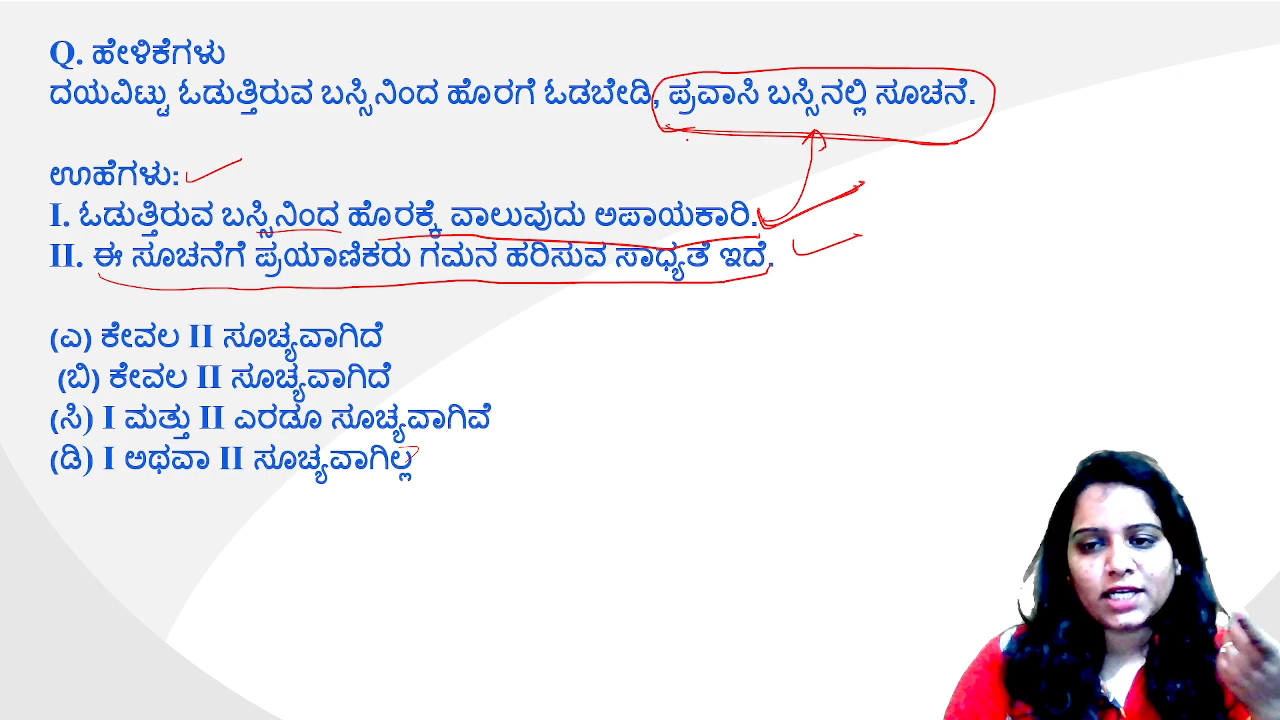 Q. ಹೇಳಿಕೆಗಳು
ದಯವಿಟ್ಟು ಓಡುತ್ತಿರುವ ಬಸ್ಸಿನಿಂದ ಹೊರಗೆ ಓಡಬೇಡಿ, ಪ್ರವಾಸಿ ಬಸ್ಸಿನಲ್ಲಿ ಸೂಚನೆ.
ಊಹೆಗಳು:
I. ಓಡುತ್ತಿರುವ ಬಸ್ಸಿನಿಂದ ಹೊರಕ್ಕೆ ವಾಲುವುದು ಅಪಾಯಕಾರಿ.
II. ಈ ಸೂಚನೆಗೆ ಪ್ರಯಾಣಿಕರು ಗಮನ ಹರಿಸುವ ಸಾಧ್ಯತೆ ಇದೆ.
(ಎ) ಕೇವಲ II ಸೂಚ್ಯವಾಗಿದೆ
(ಬಿ) ಕೇವಲ II ಸೂಚ್ಯವಾಗಿದೆ
(ಸಿ) I ಮತ್ತು II ಎರಡೂ ಸೂಚ್ಯವಾಗಿವೆ
(ಡಿ) I ಅಥವಾ II ಸೂಚ್ಯವಾಗಿಲ್ಲ